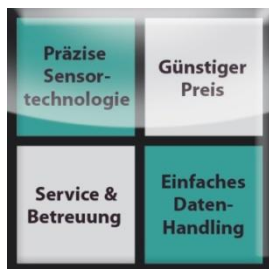 Präzise
Sensor-
technologie
Günstiger
Preis
Service &
Betreuung
Einfaches
Daten-
Handling